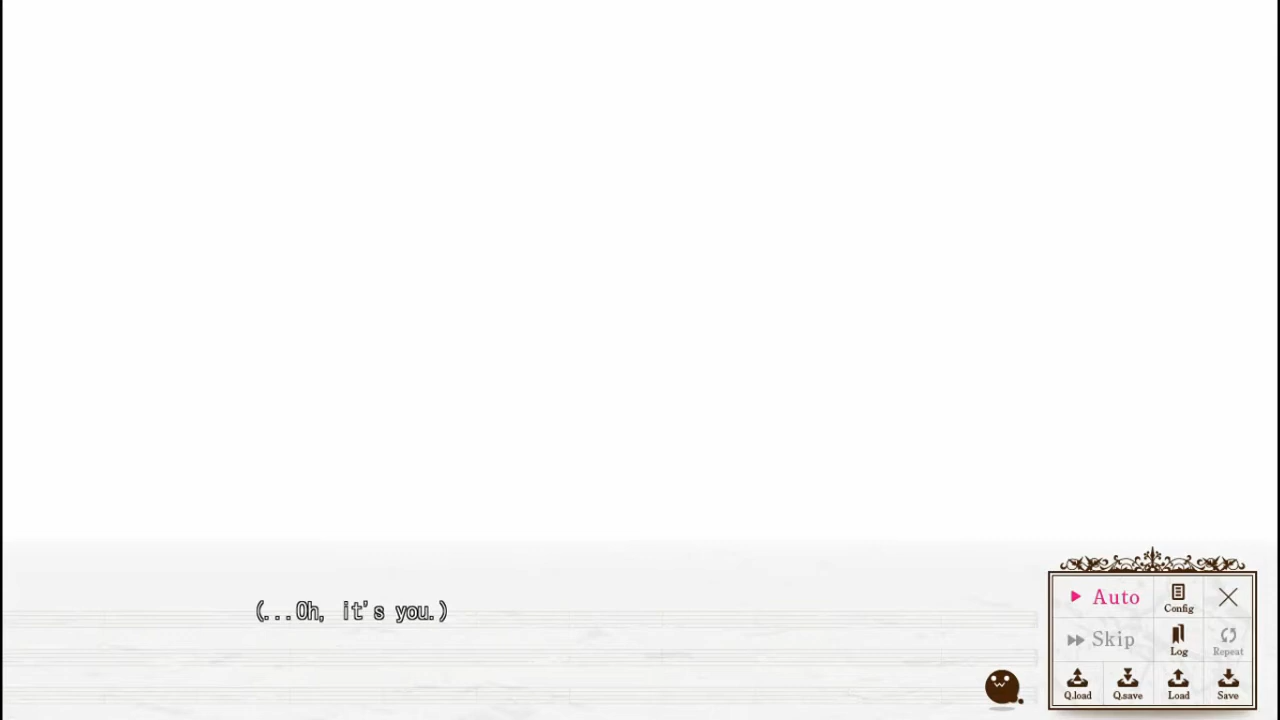 (...Oh, it's you.)
Auto
Config
Skip
Log
Repeat
Q.load
Q.save
Load
Save